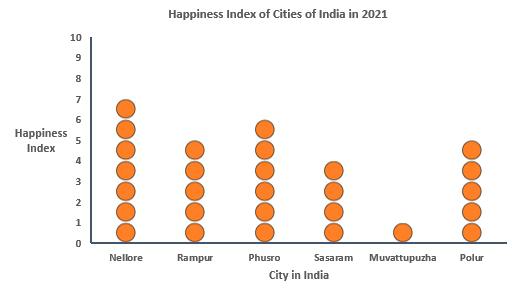 Happiness Index of Cities of India in 2021
10
9
8
7
6
5
4
3
2
1
0
Happiness
Index
Nellore Rampur Phusro Sasaram Muvattupuzha Polur
City in India